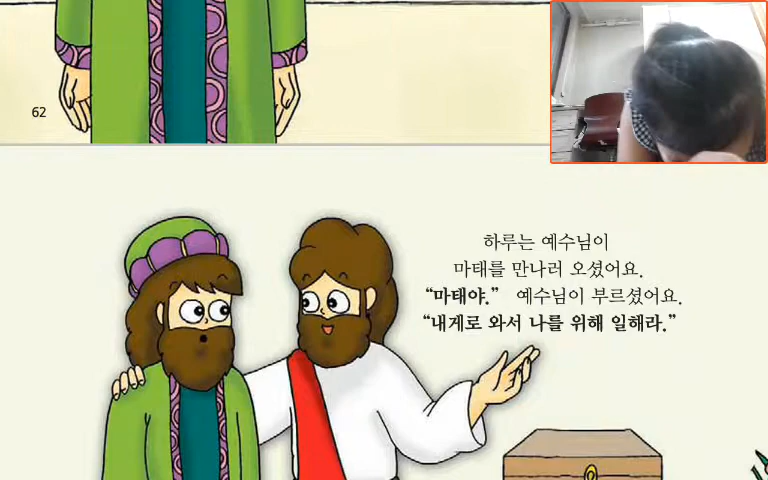 62
하루는 예수님이
마태를 만나러 오셨어요.
“마태야.” 예수님이 부르셨어요.
“내게로 와서 나를 위해 일해라.”